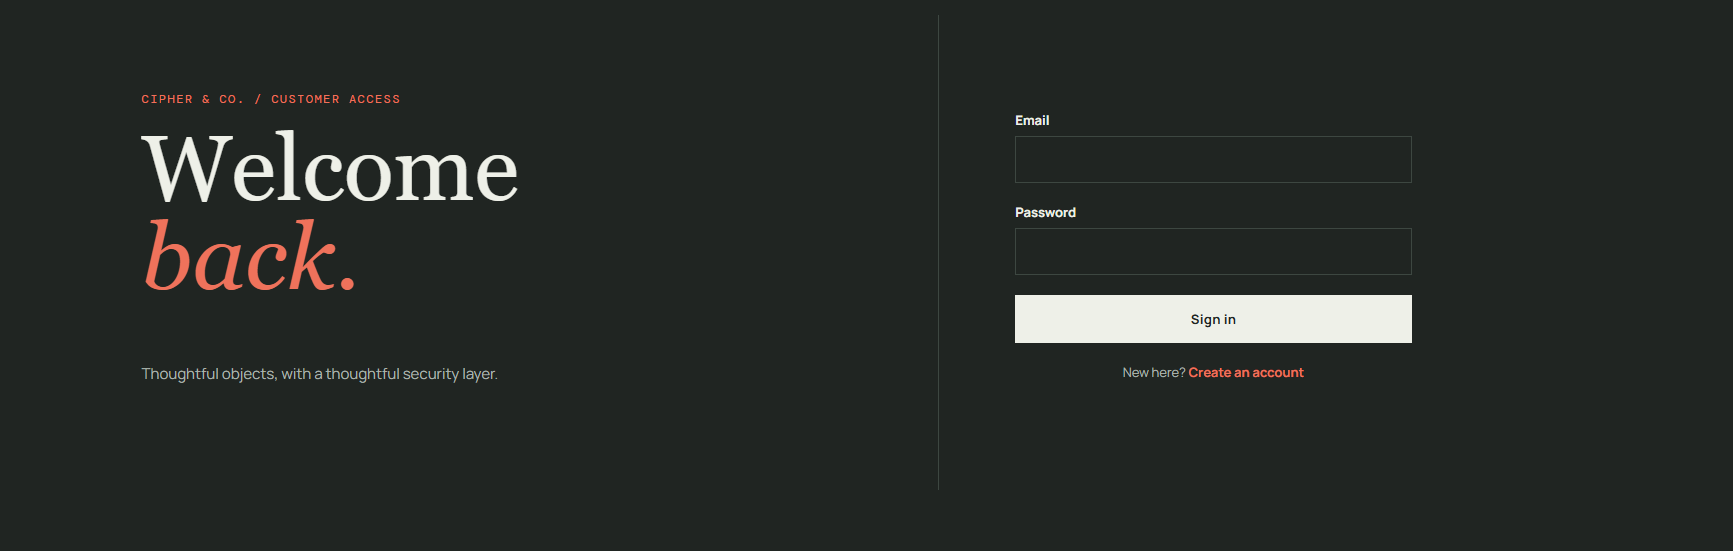 CIPHER & CO. / CUSTOMER ACCESS
Welcome
back.
Thoughtful objects, with a thoughtful security layer.
Email
Password
Sign in
New here? Create an account